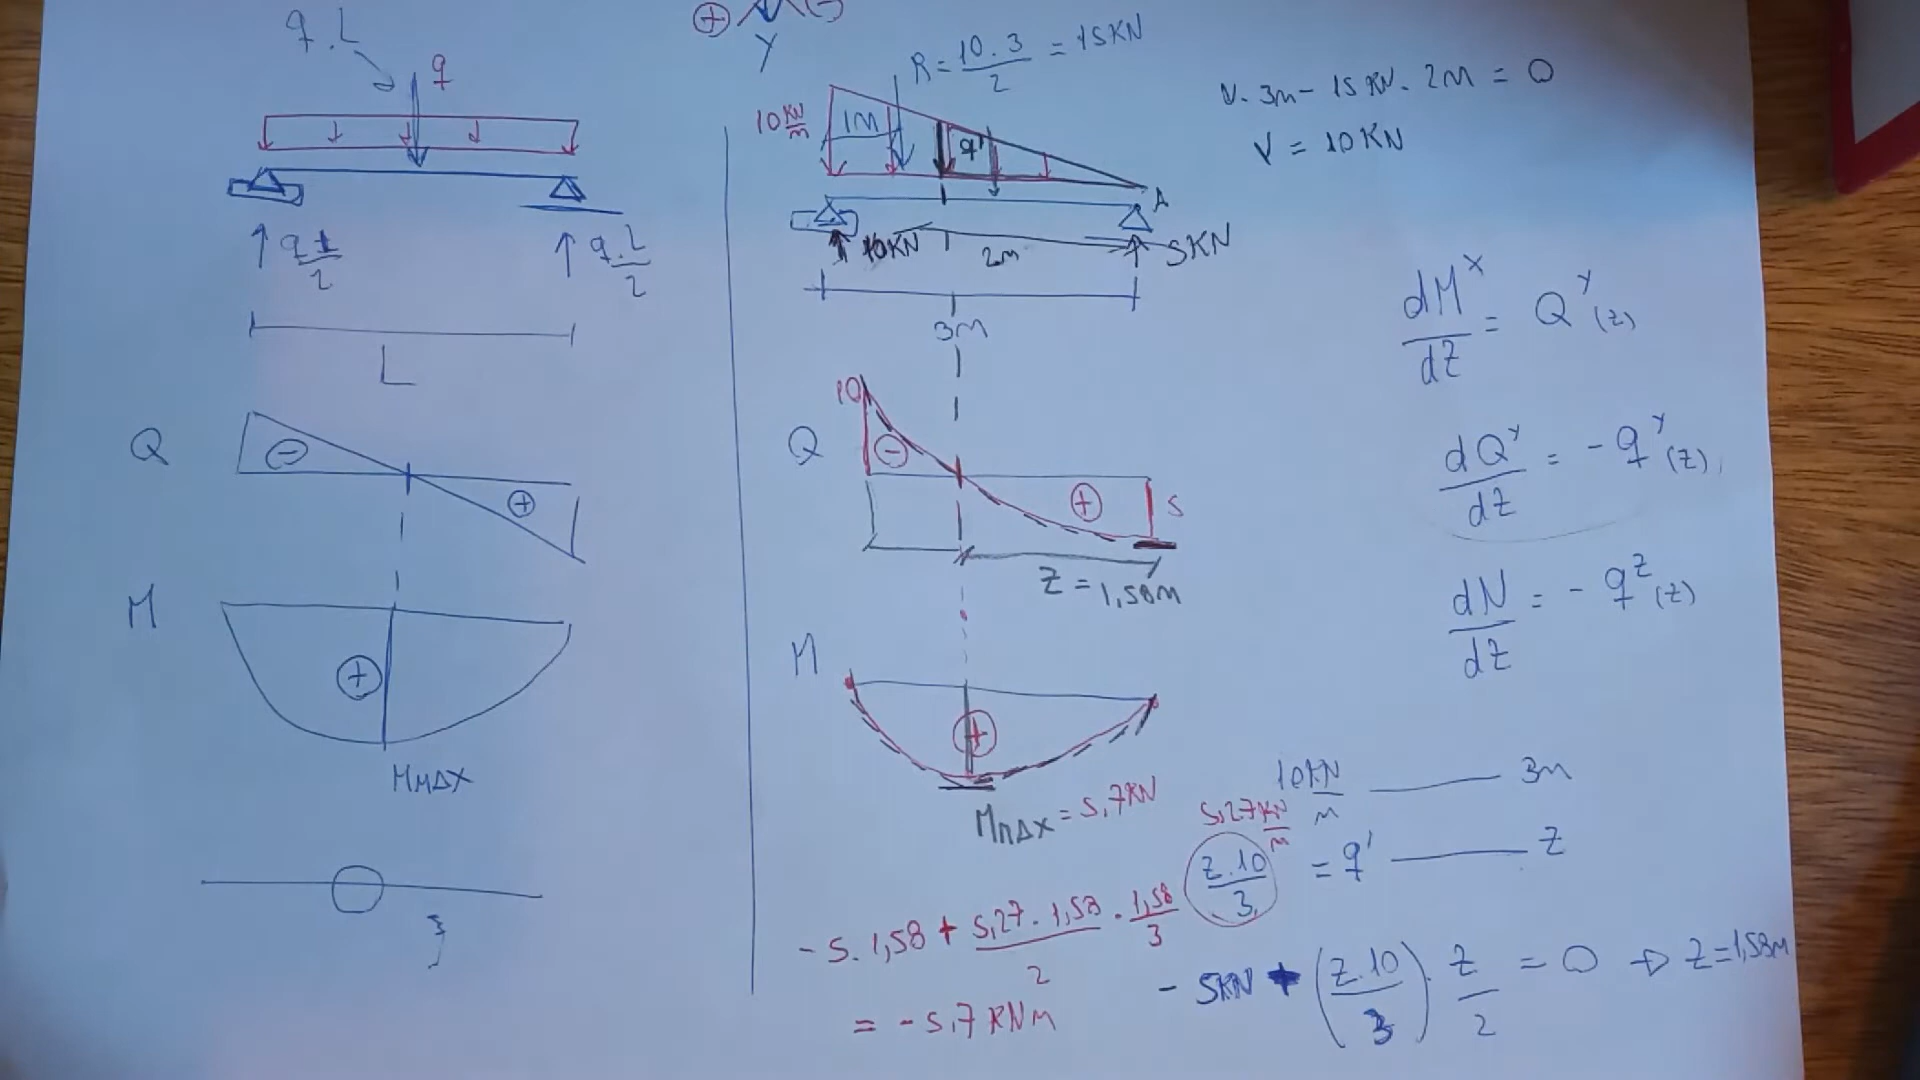 q.L
q
q.L
2
q.L
2
L
Q
-
+
M
+
MMAX
+
Y
R = 10.3 = 15KN
2
10 KN
m
1M
q'
A
10KN
2m
5KN
3M
V. 3m - 15KN. 2M = 0
V = 10KN
Q
10
-
+
5
Z = 1,58m
M
+
MMAX = 5,7KN
dM^x = Q^y(z)
dz
dQ^y = -q^y(z),
dz
dN = -q^z(z)
dz
10KN
m
3m
5,27KN
m
Z.10 = q'
3
Z
-5.1,58 + 5,27.1,58 . 1,58
2
3
= -5,7KNm
-5KN + (Z.10) . Z = 0 → Z=1,58m
3
2